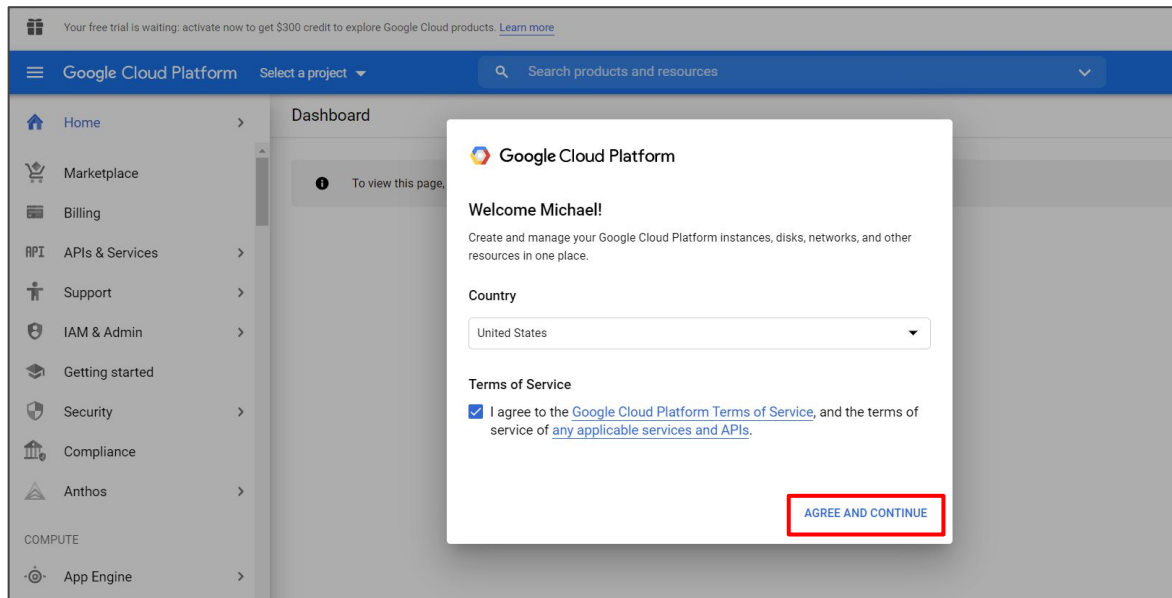 Your free trial is waiting: activate now to get $300 credit to explore Google Cloud products. Learn more
Google Cloud Platform Select a project Search products and resources
Home
Marketplace
Billing
API APIs & Services
Support
IAM & Admin
Getting started
Security
Compliance
Anthos
COMPUTE
App Engine
Dashboard
To view this page,
Google Cloud Platform
Welcome Michael!
Create and manage your Google Cloud Platform instances, disks, networks, and other
resources in one place.
Country
United States
Terms of Service
I agree to the Google Cloud Platform Terms of Service, and the terms of
service of any applicable services and APIs.
AGREE AND CONTINUE